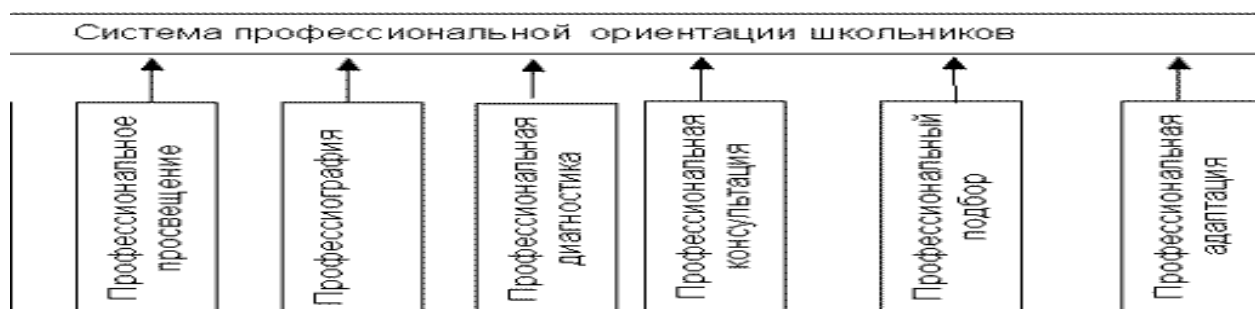 Система профессиональной ориентации школьников
Профессиональное
просвещение
Профессиография
Профессиональная
диагностика
Профессиональная
консультация
Профессиональный
подбор
Профессиональная
адаптация